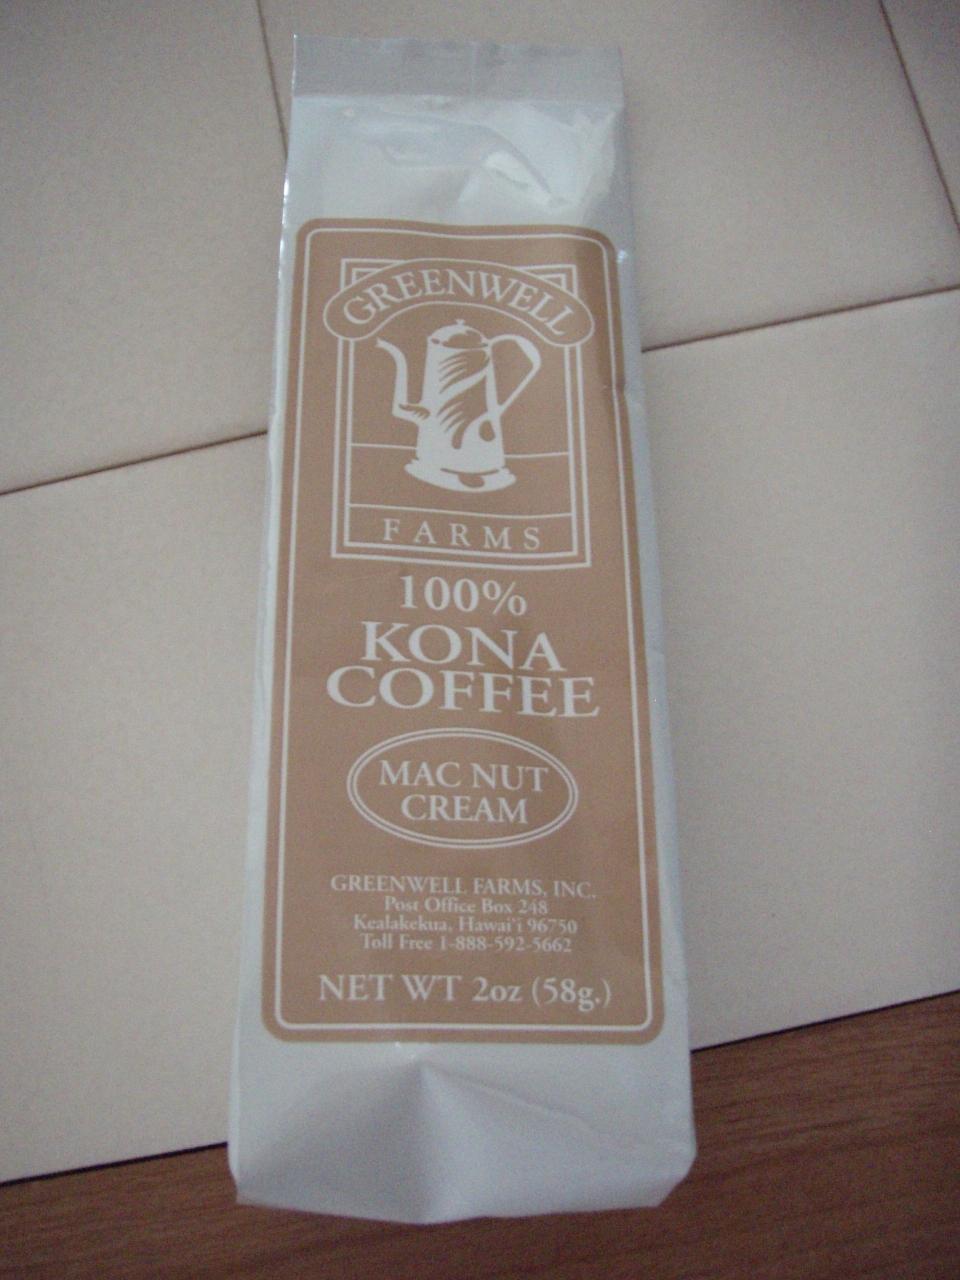 GREENWELL
FARMS
100%
KONA
COFFEE
MAC NUT
CREAM
GREENWELL FARMS, INC.
Post Office Box 248
Kealakekua, Hawai'i 96750
Toll Free 1-888-592-5662
NET WT 2oz (58g.)